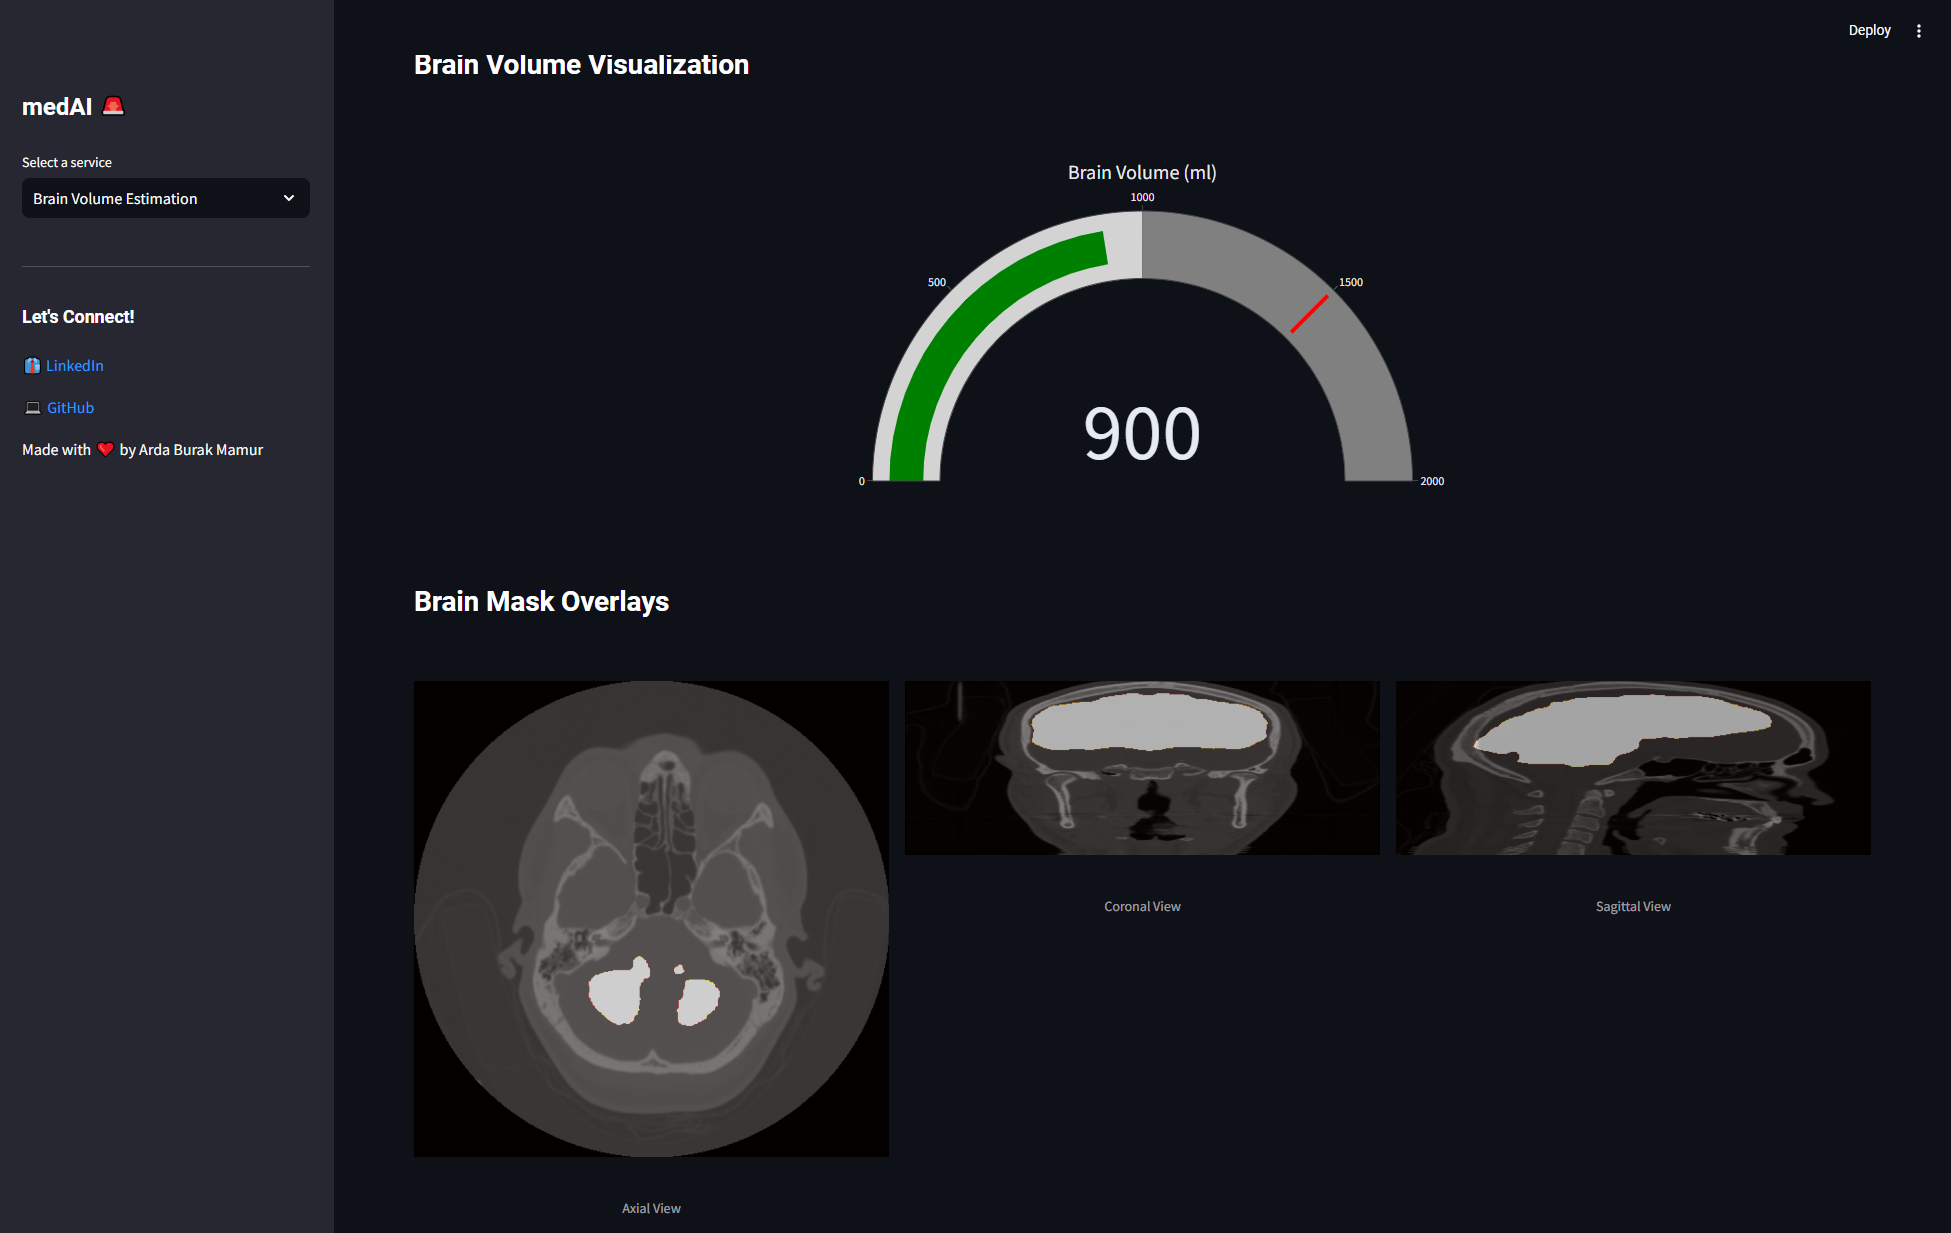 Deploy
medAI
Select a service
Brain Volume Estimation
Let's Connect!
LinkedIn
GitHub
Made with ❤️ by Arda Burak Mamur
Brain Volume Visualization
Brain Volume (ml)
1000
500
1500
900
0
2000
Brain Mask Overlays
Coronal View
Sagittal View
Axial View